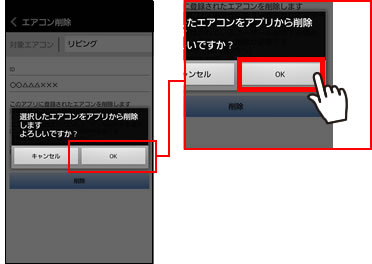 エアコン削除
対象エアコン
リビング
ID
○○△△△×××
このアプリに登録されたエアコンを削除します
選択したエアコンをアプリから削除
します
よろしいですか？
キャンセル
OK
削除
に登録されたエアコンを削除します
たエアコンをアプリから削除
しいですか？
ンセル
OK
削除